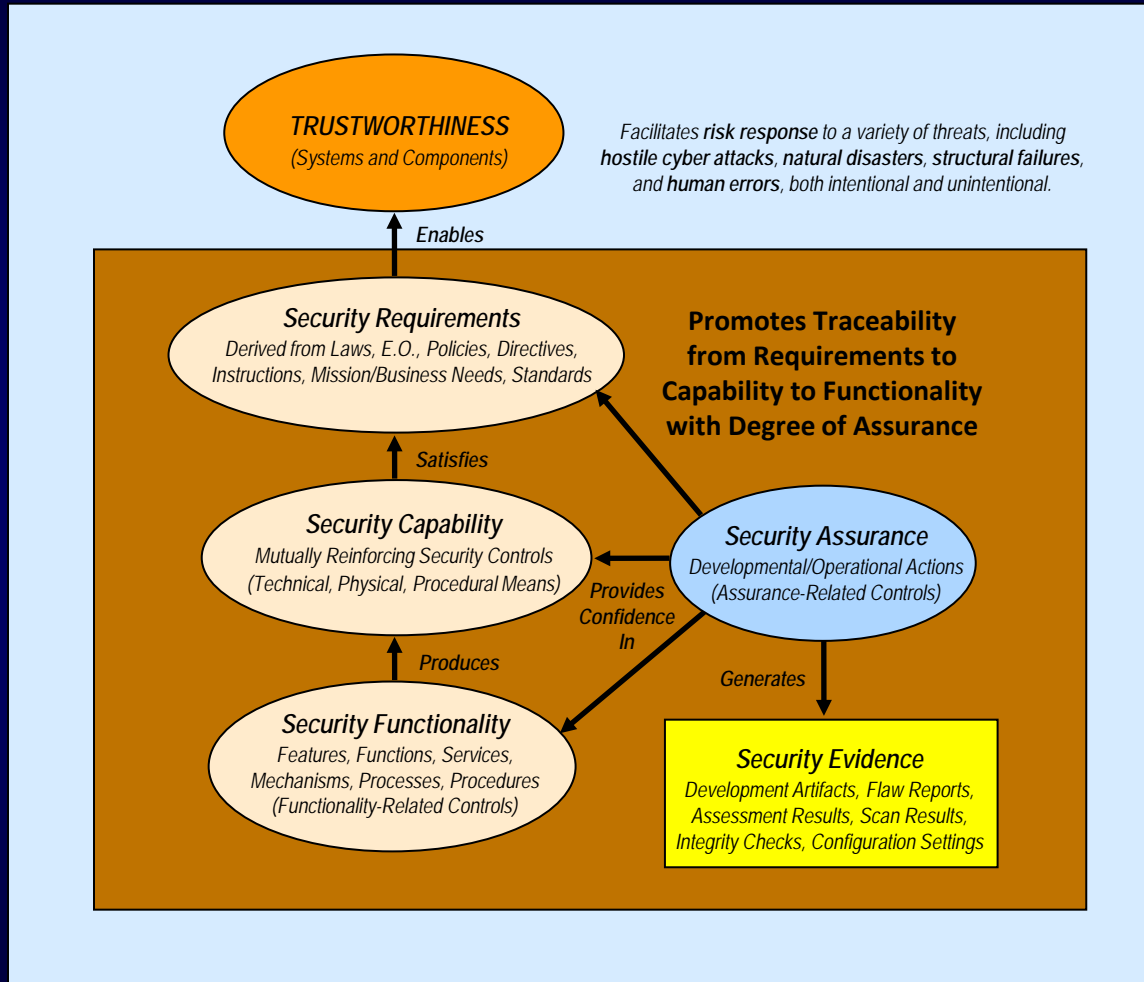 TRUSTWORTHINESS
(Systems and Components)
Facilitates risk response to a variety of threats, including
hostile cyber attacks, natural disasters, structural failures,
and human errors, both intentional and unintentional.
Enables
Security Requirements
Derived from Laws, E.O., Policies, Directives,
Instructions, Mission/Business Needs, Standards
Promotes Traceability
from Requirements to
Capability to Functionality
with Degree of Assurance
Satisfies
Security Capability
Mutually Reinforcing Security Controls
(Technical, Physical, Procedural Means)
Security Assurance
Developmental/Operational Actions
(Assurance-Related Controls)
Provides
Confidence
In
Produces
Generates
Security Functionality
Features, Functions, Services,
Mechanisms, Processes, Procedures
(Functionality-Related Controls)
Security Evidence
Development Artifacts, Flaw Reports,
Assessment Results, Scan Results,
Integrity Checks, Configuration Settings